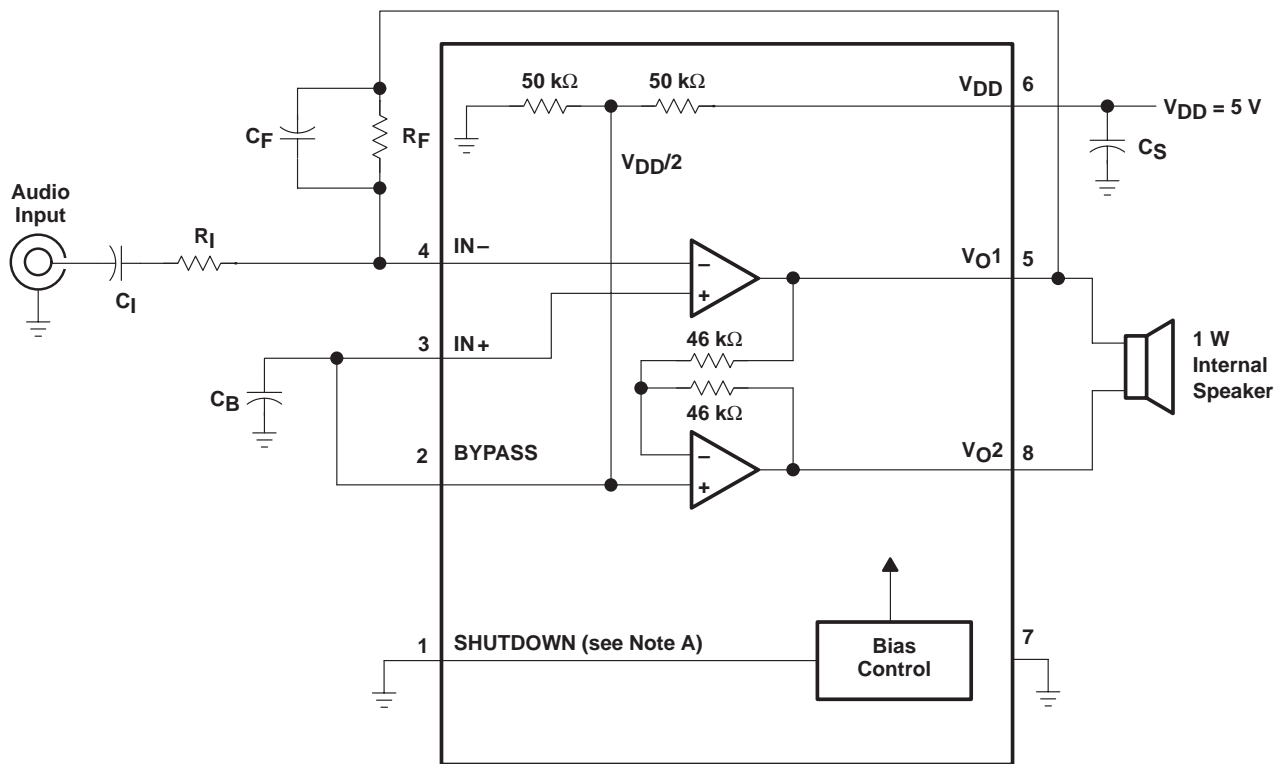 50 kΩ
50 kΩ
VDD
6
VDD = 5 V
CF
RF
VDD/2
CS
Audio
Input
RI
CI
4
IN−
−
+
VO1
5
46 kΩ
46 kΩ
3
IN+
CB
1 W
Internal
Speaker
2
BYPASS
−
+
VO2
8
1
SHUTDOWN (see Note A)
Bias
Control
7